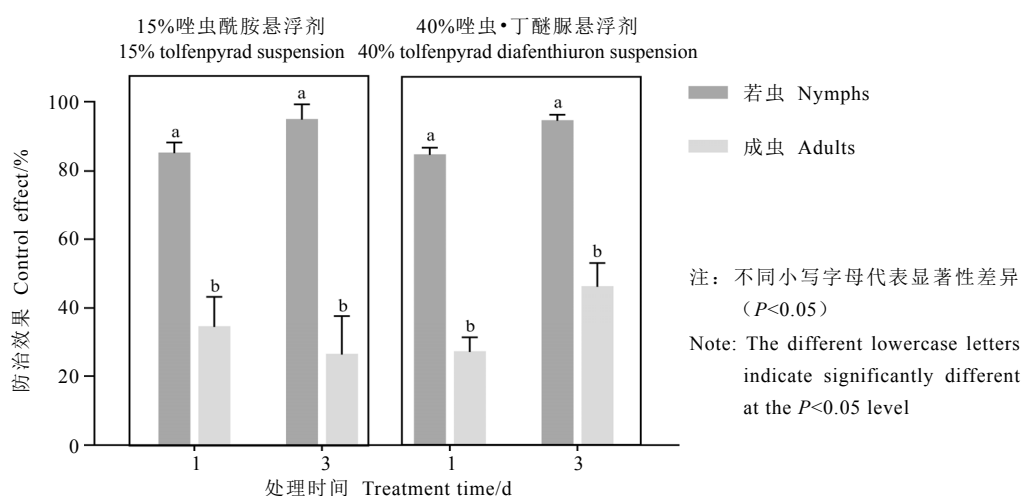 15%唑虫酰胺悬浮剂
15% tolfenpyrad suspension
40%唑虫•丁醚脲悬浮剂
40% tolfenpyrad diafenthiuron suspension
防治效果 Control effect/%
100
80
60
40
20
0
a
b
a
b
a
b
a
b
1
3
1
3
处理时间 Treatment time/d
若虫 Nymphs
成虫 Adults
注：不同小写字母代表显著性差异
（P<0.05）
Note: The different lowercase letters
indicate significantly different
at the P<0.05 level